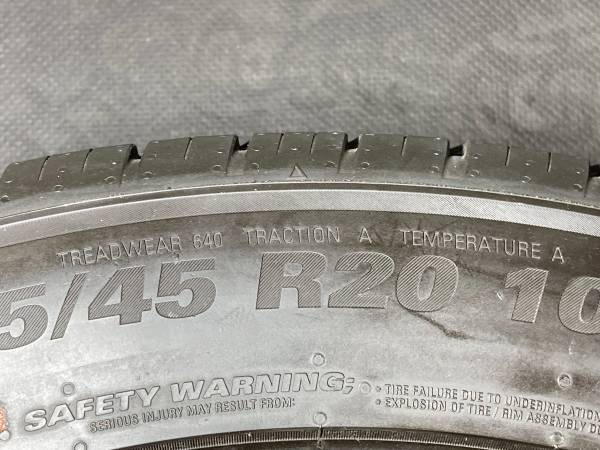 TREADWEAR 640 TRACTION A TEMPERATURE A
5/45 R20 10
SAFETY WARNING:
SERIOUS INJURY MAY RESULT FROM:
• TIRE FAILURE DUE TO UNDERINFLATION
• EXPLOSION OF TIRE / RIM ASSEMBLY D